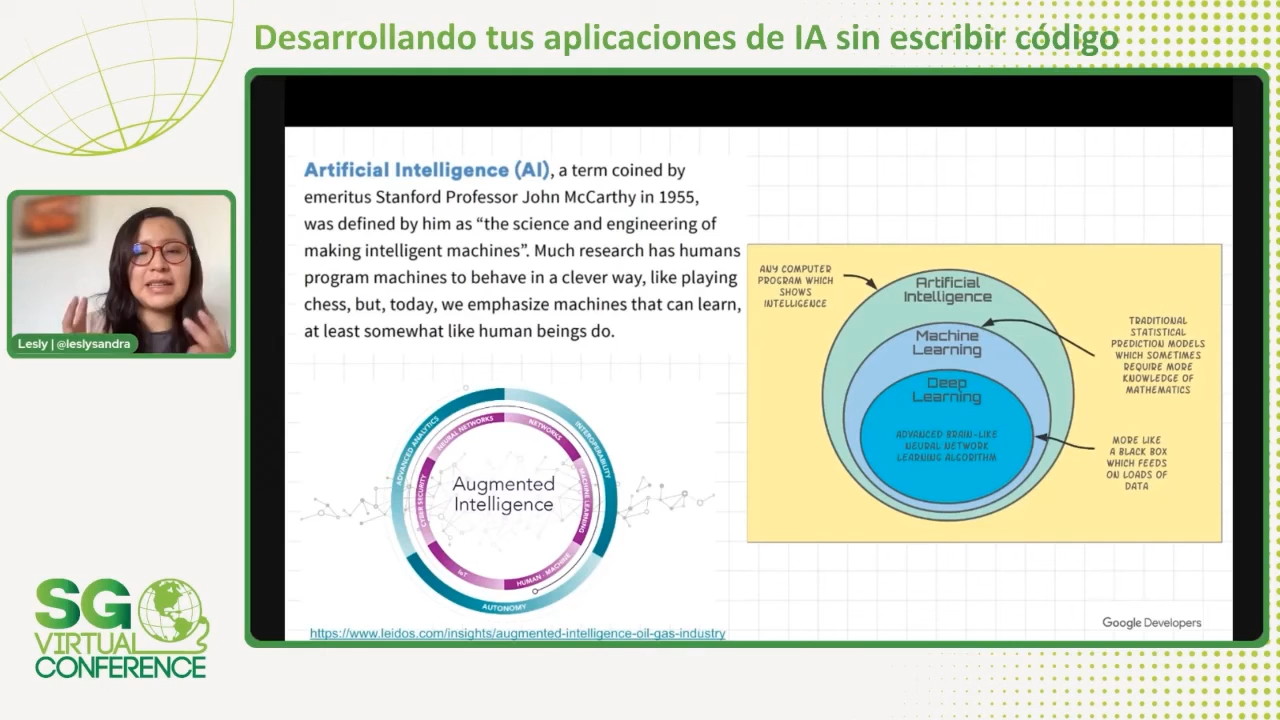 Desarrollando tus aplicaciones de IA sin escribir código
Artificial Intelligence (AI), a term coined by
emeritus Stanford Professor John McCarthy in 1955,
was defined by him as “the science and engineering of
making intelligent machines”. Much research has humans
program machines to behave in a clever way, like playing
chess, but, today, we emphasize machines that can learn,
at least somewhat like human beings do.
ANY COMPUTER
PROGRAM WHICH
SHOWS
INTELLIGENCE
Artificial
Intelligence
Machine
Learning
Deep
Learning
ADVANCED BRAIN-LIKE
NEURAL NETWORK
LEARNING ALGORITHM
TRADITIONAL
STATISTICAL
PREDICTION MODELS
WHICH SOMETIMES
REQUIRE MORE
KNOWLEDGE OF
MATHEMATICS
MORE LIKE
A BLACK BOX
WHICH FEEDS
ON LOADS OF
DATA
Lesly | @leslysandra
ADVANCED ANALYTICS
INTEROPERABILITY
AUTONOMY
NEURAL NETWORKS
NETWORKS
MACHINE LEARNING
HUMAN - MACHINE
IoT
CYBER SECURITY
Augmented
Intelligence
https://www.leidos.com/insights/augmented-intelligence-oil-gas-industry
Google Developers
SG
VIRTUAL
CONFERENCE